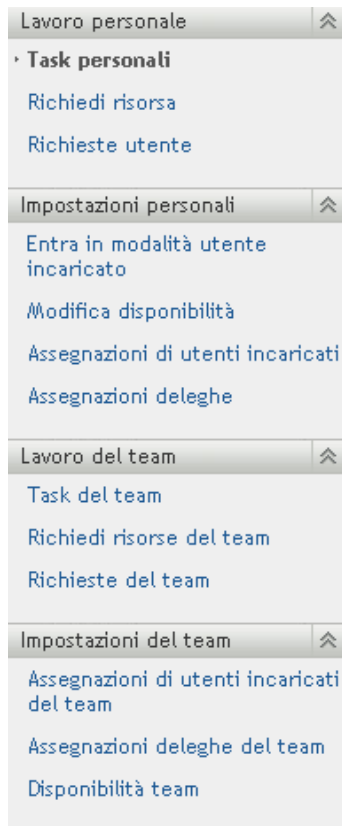 Lavoro personale
Task personali
Richiedi risorsa
Richieste utente
Impostazioni personali
Entra in modalità utente
incaricato
Modifica disponibilità
Assegnazioni di utenti incaricati
Assegnazioni deleghe
Lavoro del team
Task del team
Richiedi risorse del team
Richieste del team
Impostazioni del team
Assegnazioni di utenti incaricati
del team
Assegnazioni deleghe del team
Disponibilità team